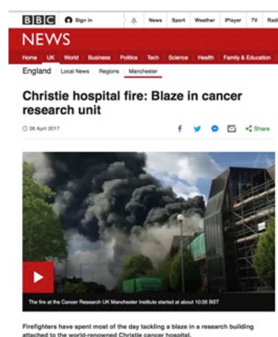 BBC Sign in News Sport Weather iPlayer TV Rad
NEWS
Home UK World Business Politics Tech Science Health Family & Education
England Local News Regions Manchester
Christie hospital fire: Blaze in cancer
research unit
28 April 2017 Share
The fire at the Cancer Research UK Manchester Institute started at about 10:35 BST
Firefighters have spent most of the day tackling a blaze in a research building
attached to the world-renowned Christie cancer hospital.